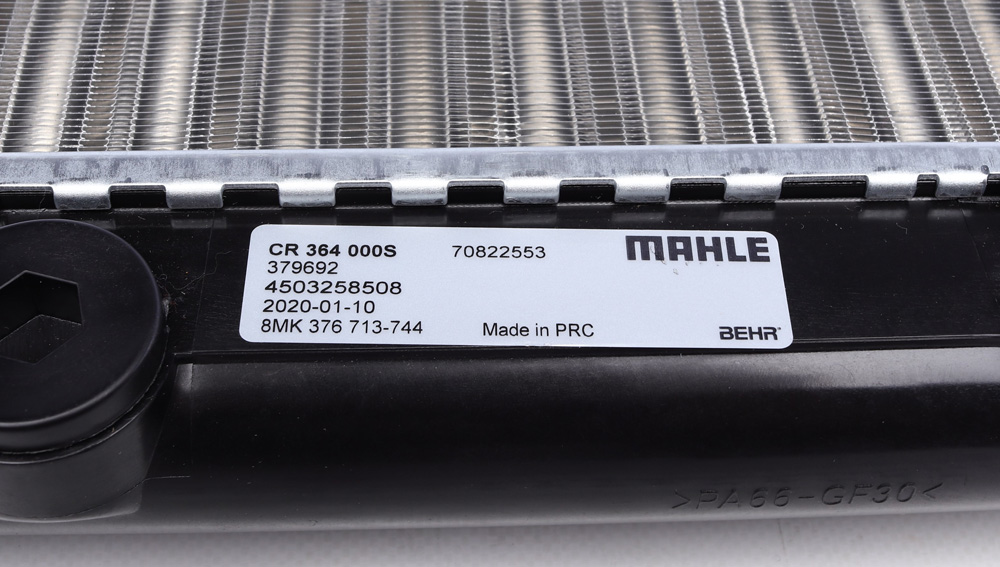 CR 364 000S 70822553 MAHLE
379692
4503258508
2020-01-10
8MK 376 713-744 Made in PRC BEHR
>PA66-GF30<